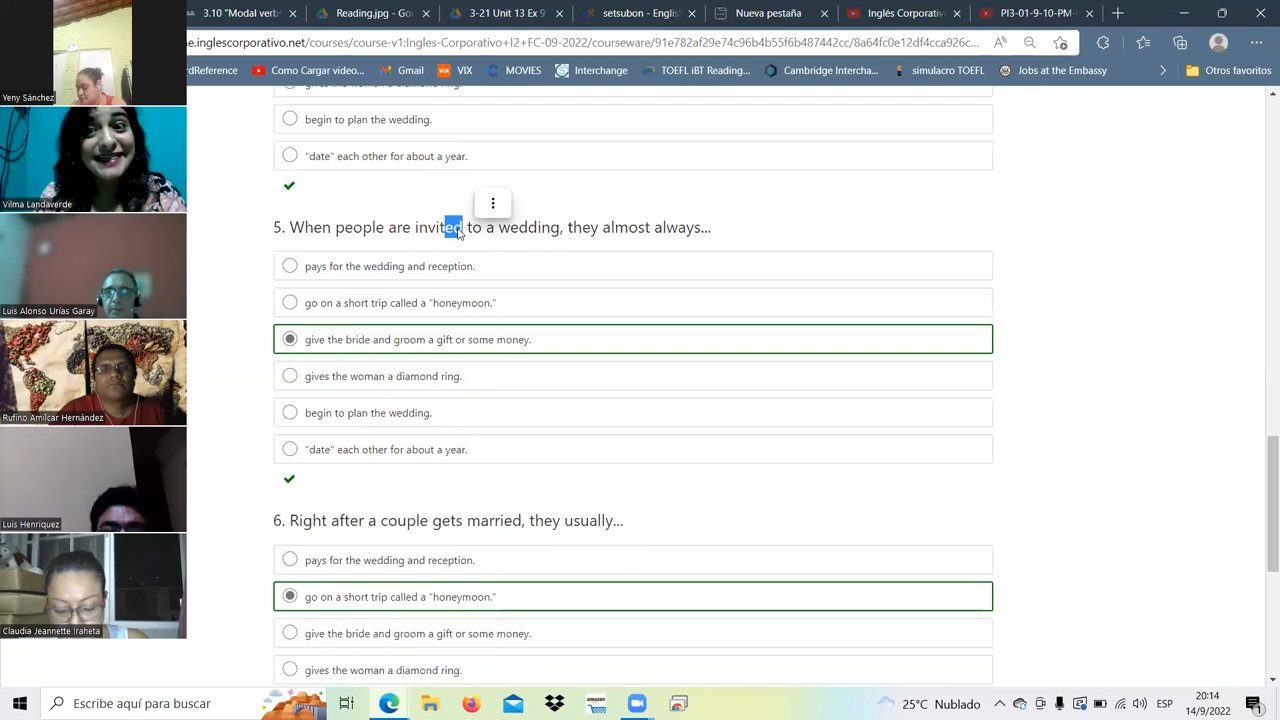 3.10 "Modal verb
Reading.jpg - Go
3.21 Unit 13 Ex 9
setsation - English
Nueva pestaña
Ingles Corporativo
PI3-01-9-10-PM-
e.inglescorporativo.net/courses/course-v1:Ingles-Corporativo+I2+FC-09-2022/courseware/91e782af29e74c96b4b55f6b487442cc/8a64fcae12df4cca926c...
rdReference
Como Cargar video...
Gmail
VIX
MOVIES
Interchange
TOEFL IBT Reading...
Cambridge Intercha...
simulacro TOEFL
Jobs at the Embassy
Otros favoritos
Yeny Sánchez
Vilma Landaverde
Luis Alonso Urías Garay
Rufino Amílcar Hernández
Luis Henriquez
Claudia Jeannette Iraheta
begin to plan the wedding.
"date" each other for about a year.
5. When people are invited to a wedding, they almost always...
pays for the wedding and reception.
go on a short trip called a "honeymoon."
give the bride and groom a gift or some money.
gives the woman a diamond ring.
begin to plan the wedding.
"date" each other for about a year.
6. Right after a couple gets married, they usually...
pays for the wedding and reception.
go on a short trip called a "honeymoon."
give the bride and groom a gift or some money.
gives the woman a diamond ring.
Escribe aquí para buscar
amazon
25°C Nublado
ESP
20:14
14/9/2022
1